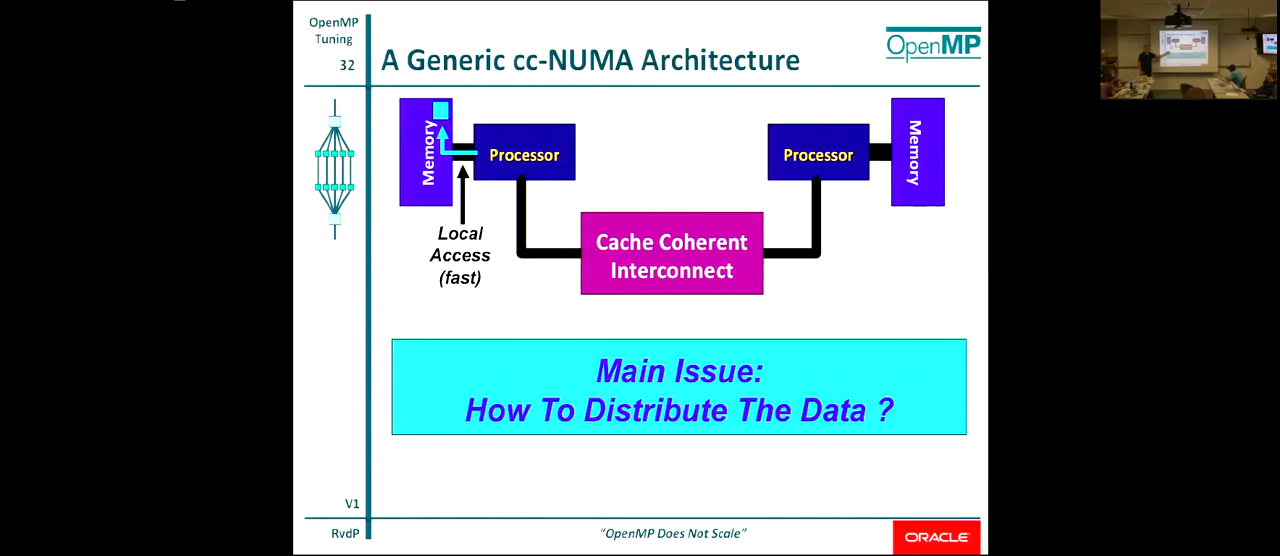 OpenMP
Tuning
32
A Generic cc-NUMA Architecture
OpenMP
Memory
Processor
Processor
Memory
Local
Access
(fast)
Cache Coherent
Interconnect
Main Issue:
How To Distribute The Data ?
V1
RvdP
"OpenMP Does Not Scale"
ORACLE